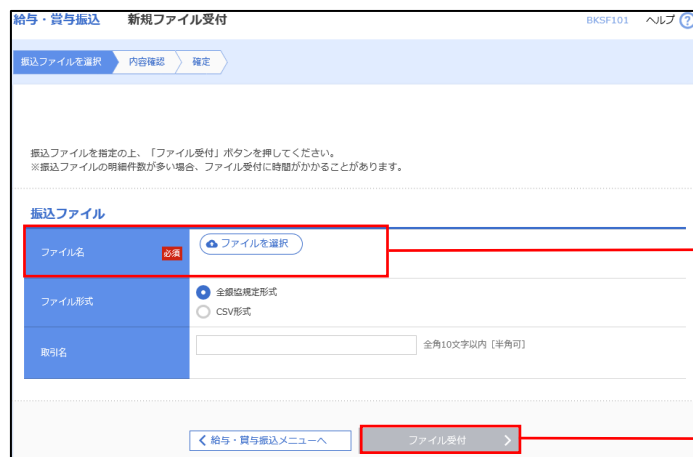 給与・賞与振込 新規ファイル受付 BKSF101 ヘルプ ?
振込ファイルを選択 内容確認 確定
振込ファイルを指定の上、「ファイル受付」ボタンを押してください。
※振込ファイルの明細件数が多い場合、ファイル受付に時間がかかることがあります。
振込ファイル
ファイル名 必須 ファイルを選択
ファイル形式 全銀協規定形式
CSV形式
取引名 全角10文字以内［半角可］
給与・賞与振込メニューへ ファイル受付